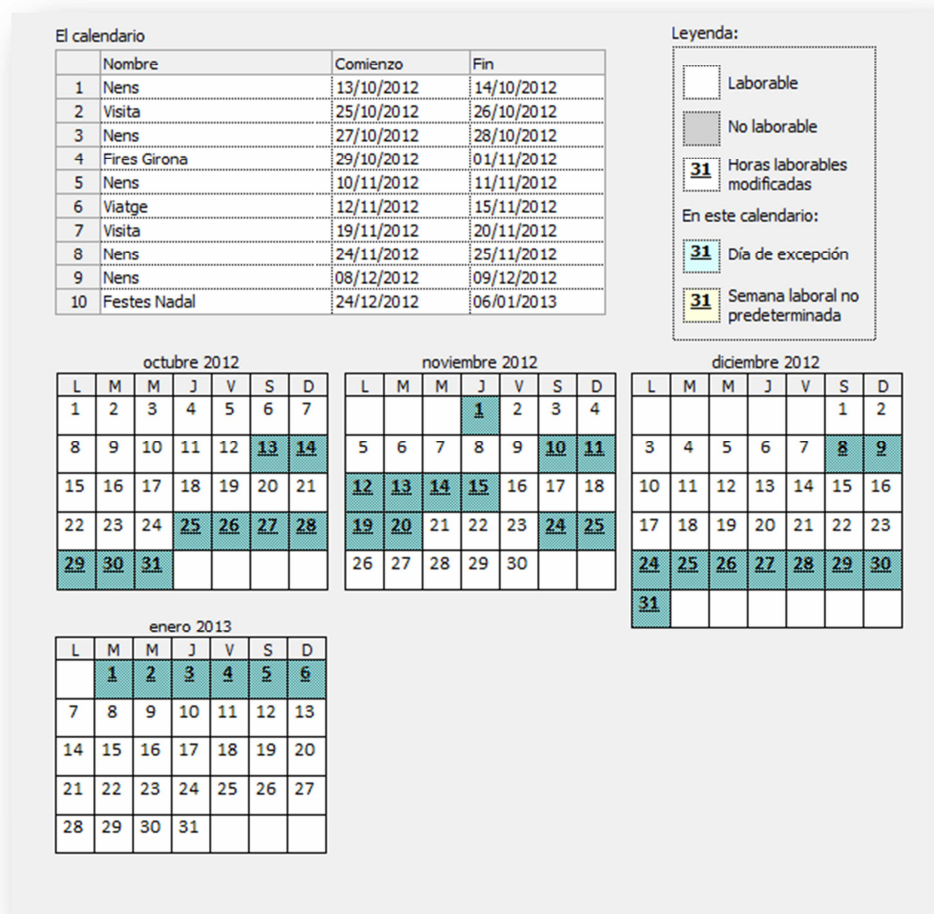 El calendario
Nombre Comienzo Fin
1 Nens 13/10/2012 14/10/2012
2 Visita 25/10/2012 26/10/2012
3 Nens 27/10/2012 28/10/2012
4 Fires Girona 29/10/2012 01/11/2012
5 Nens 10/11/2012 11/11/2012
6 Viatge 12/11/2012 15/11/2012
7 Visita 19/11/2012 20/11/2012
8 Nens 24/11/2012 25/11/2012
9 Nens 08/12/2012 09/12/2012
10 Festes Nadal 24/12/2012 06/01/2013
Leyenda:
Laborable
No laborable
31 Horas laborables
modificadas
En este calendario:
31 Día de excepción
31 Semana laboral no
predeterminada
octubre 2012
L M M J V S D
1 2 3 4 5 6 7
8 9 10 11 12 13 14
15 16 17 18 19 20 21
22 23 24 25 26 27 28
29 30 31
noviembre 2012
L M M J V S D
1 2 3 4
5 6 7 8 9 10 11
12 13 14 15 16 17 18
19 20 21 22 23 24 25
26 27 28 29 30
diciembre 2012
L M M J V S D
1 2
3 4 5 6 7 8 9
10 11 12 13 14 15 16
17 18 19 20 21 22 23
24 25 26 27 28 29 30
31
enero 2013
L M M J V S D
1 2 3 4 5 6
7 8 9 10 11 12 13
14 15 16 17 18 19 20
21 22 23 24 25 26 27
28 29 30 31